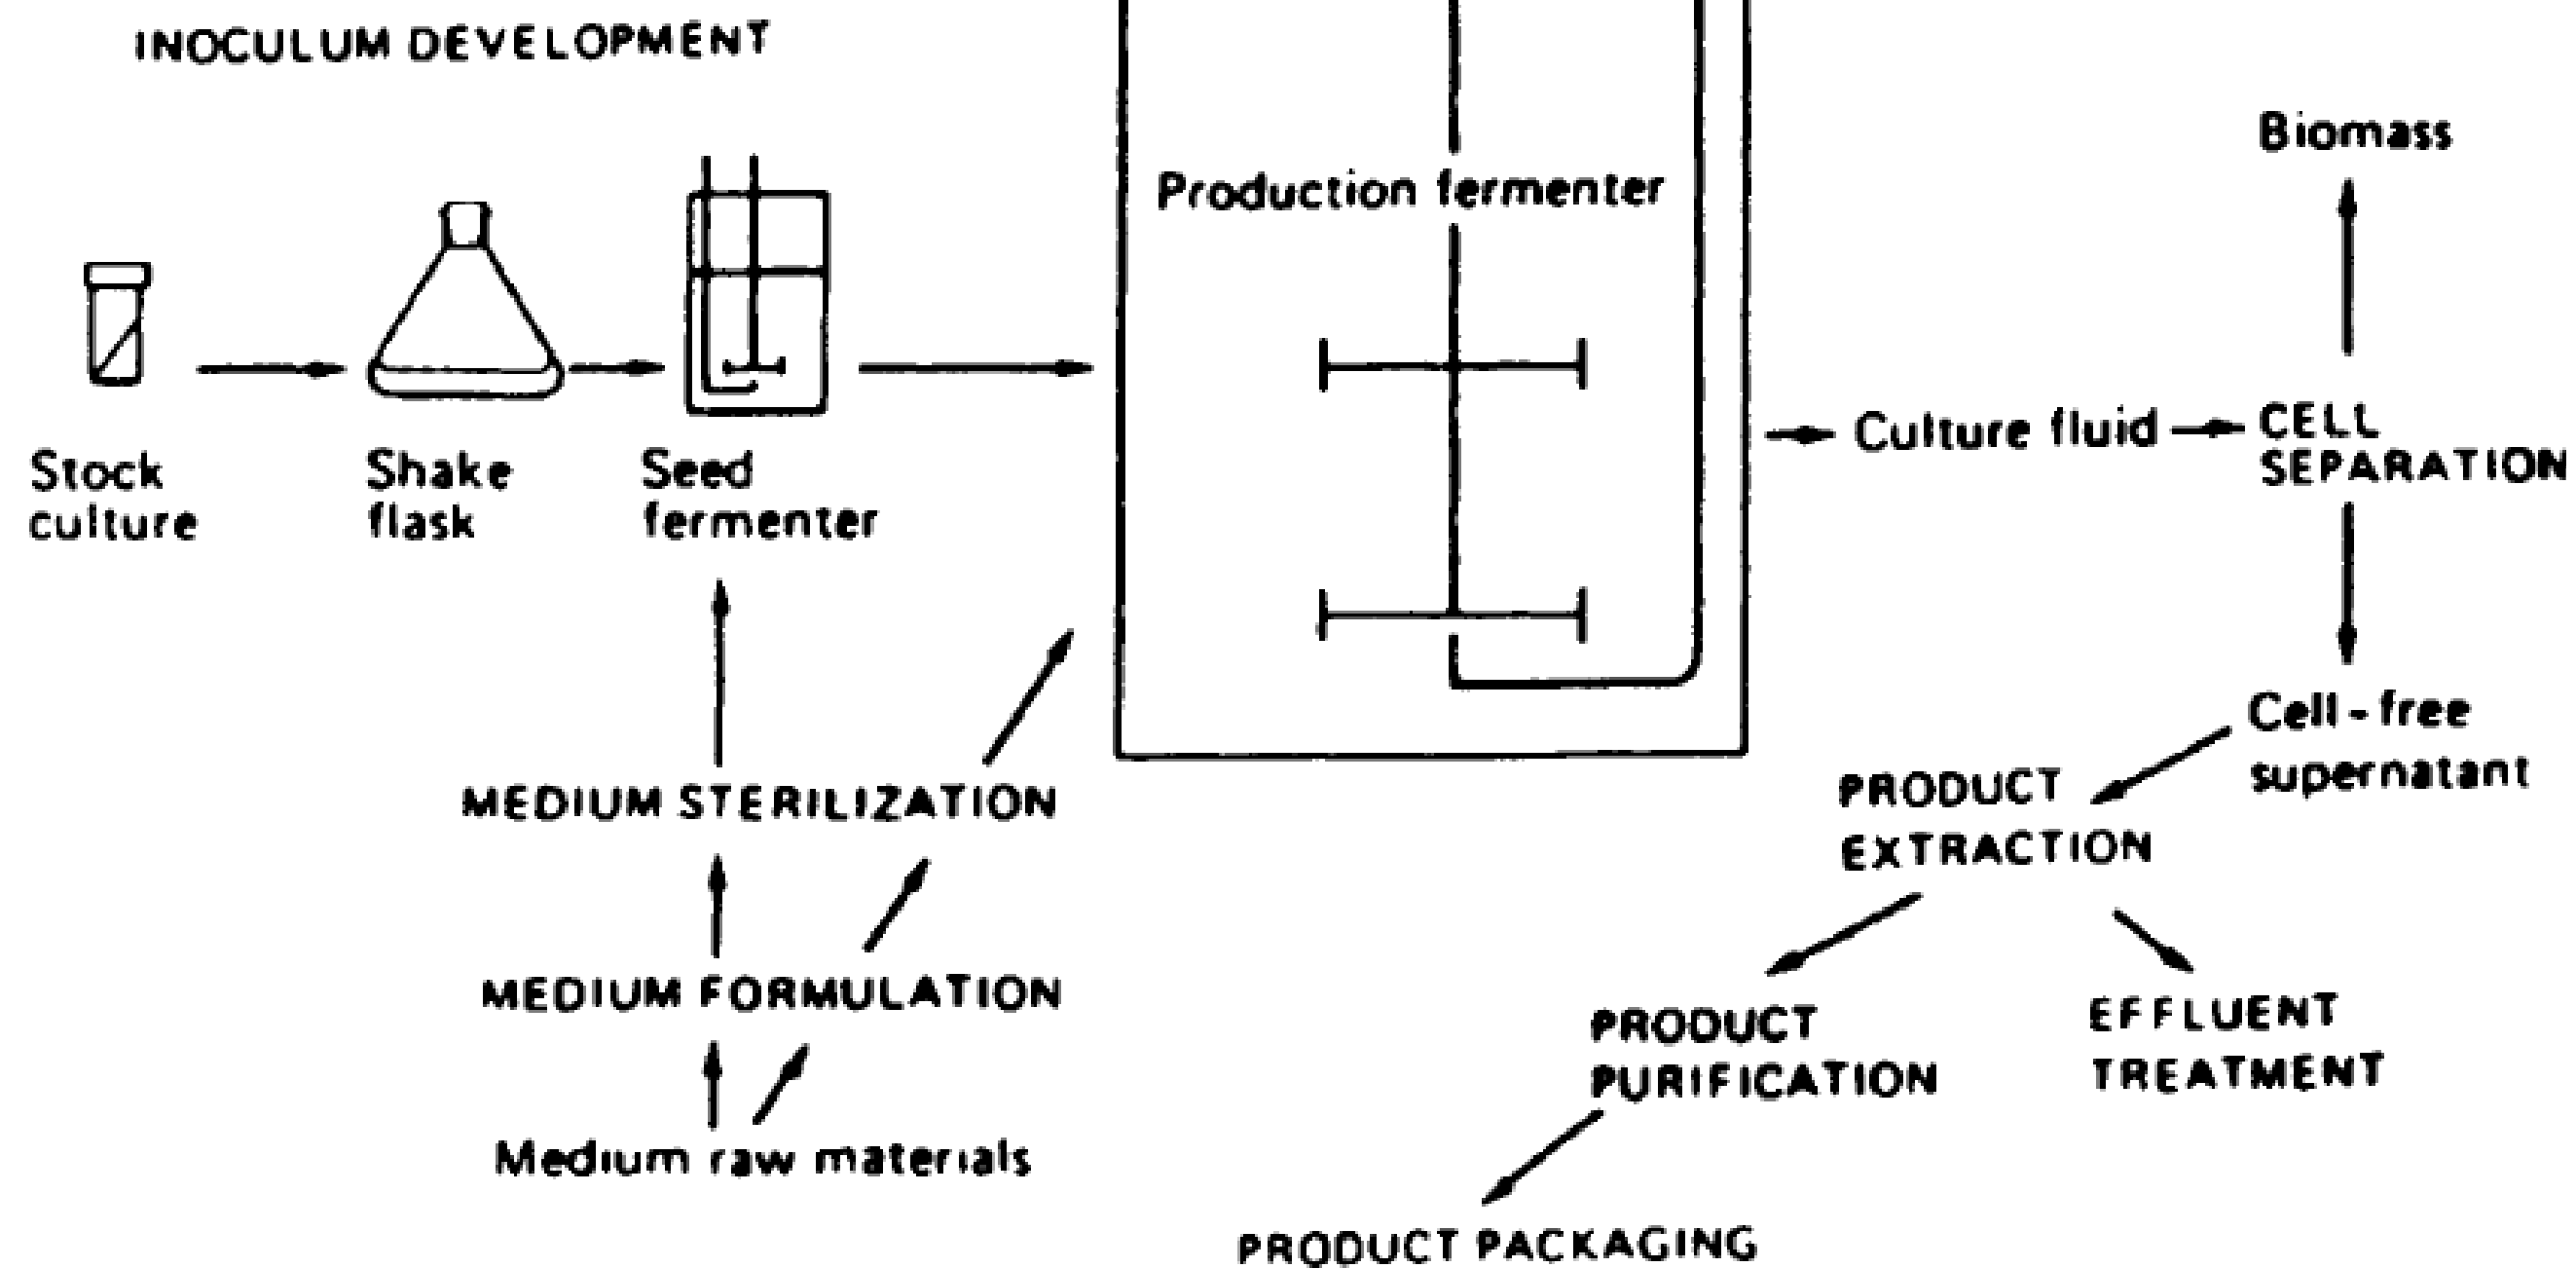 INOCULUM DEVELOPMENT
Stock
culture
Shake
flask
Seed
fermenter
Production fermenter
Culture fluid
Biomass
CELL
SEPARATION
Cell-free
supernatant
MEDIUM STERILIZATION
MEDIUM FORMULATION
Medium raw materials
PRODUCT
EXTRACTION
PRODUCT
PURIFICATION
EFFLUENT
TREATMENT
PRODUCT PACKAGING